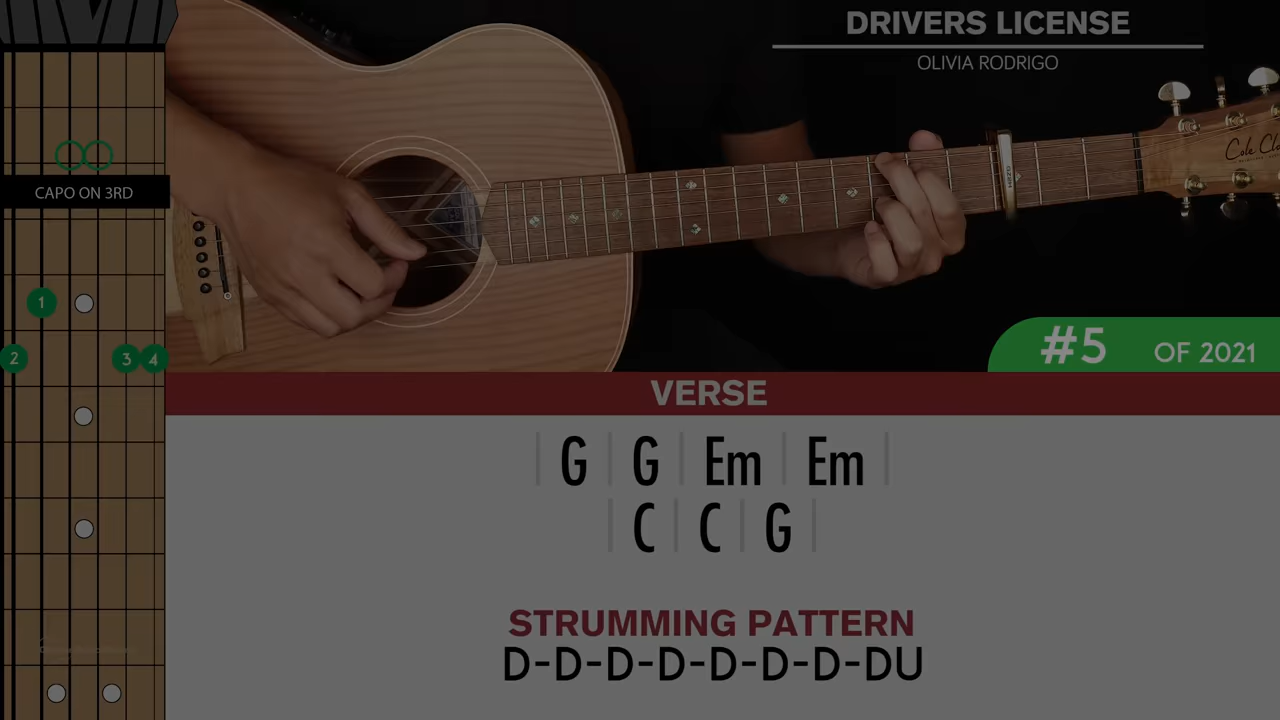 DRIVERS LICENSE
OLIVIA RODRIGO
CAPO ON 3RD
1
2
3
4
#5 OF 2021
VERSE
G G Em Em
C C G
STRUMMING PATTERN
D-D-D-D-D-D-D-DU